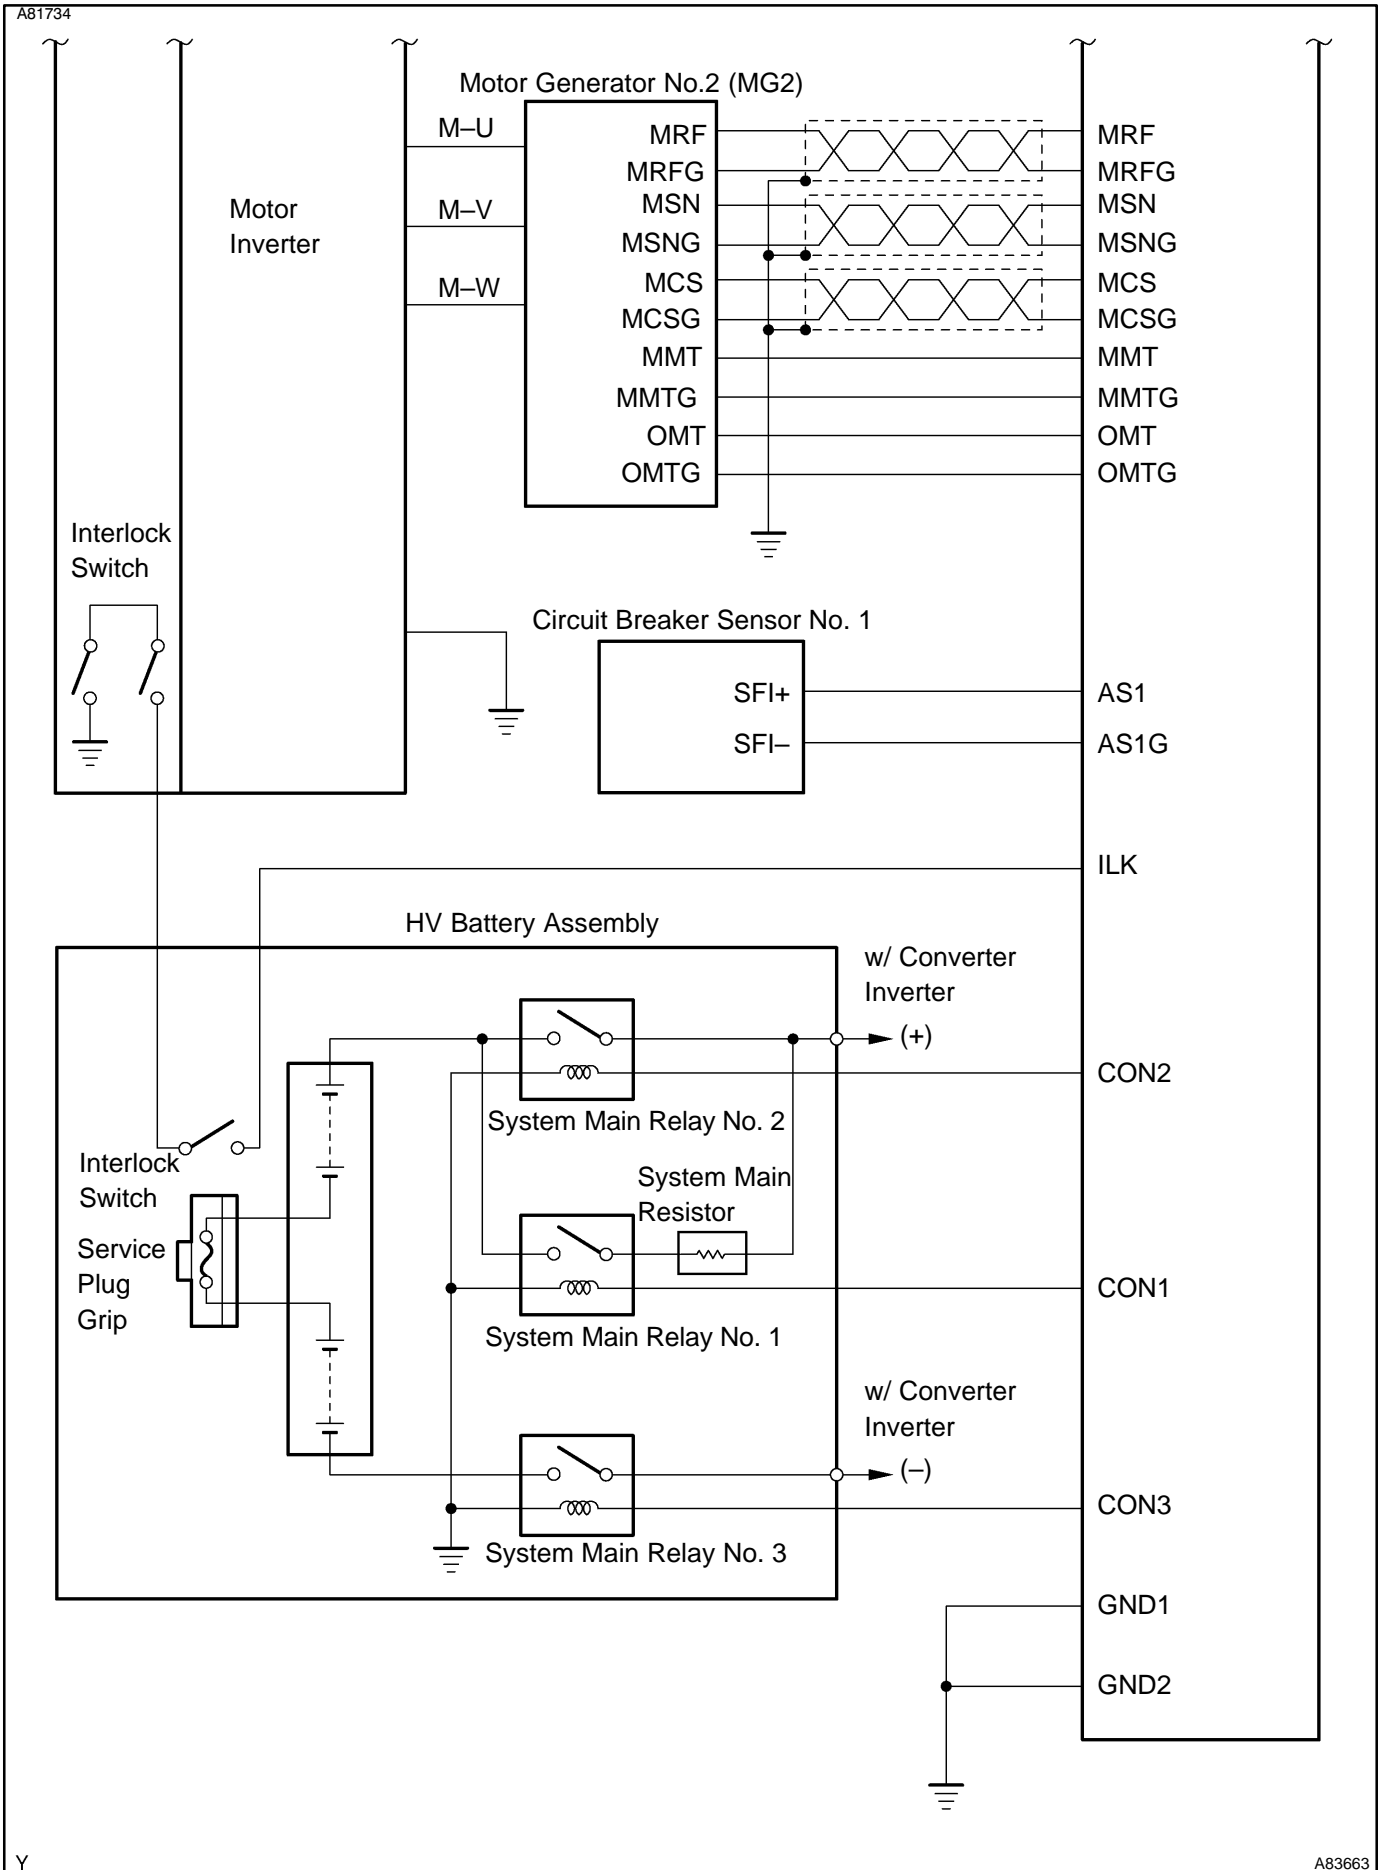 A81734
Motor Generator No.2 (MG2)
M–U
M–V
M–W
Motor
Inverter
MRF
MRFG
MSN
MSNG
MCS
MCSG
MMT
MMTG
OMT
OMTG
MRF
MRFG
MSN
MSNG
MCS
MCSG
MMT
MMTG
OMT
OMTG
Interlock
Switch
Circuit Breaker Sensor No. 1
SFI+
SFI–
AS1
AS1G
ILK
HV Battery Assembly
w/ Converter
Inverter
(+)
CON2
System Main Relay No. 2
Interlock
Switch
System Main
Resistor
Service
Plug
Grip
CON1
System Main Relay No. 1
w/ Converter
Inverter
(–)
CON3
System Main Relay No. 3
GND1
GND2
Y
A83663